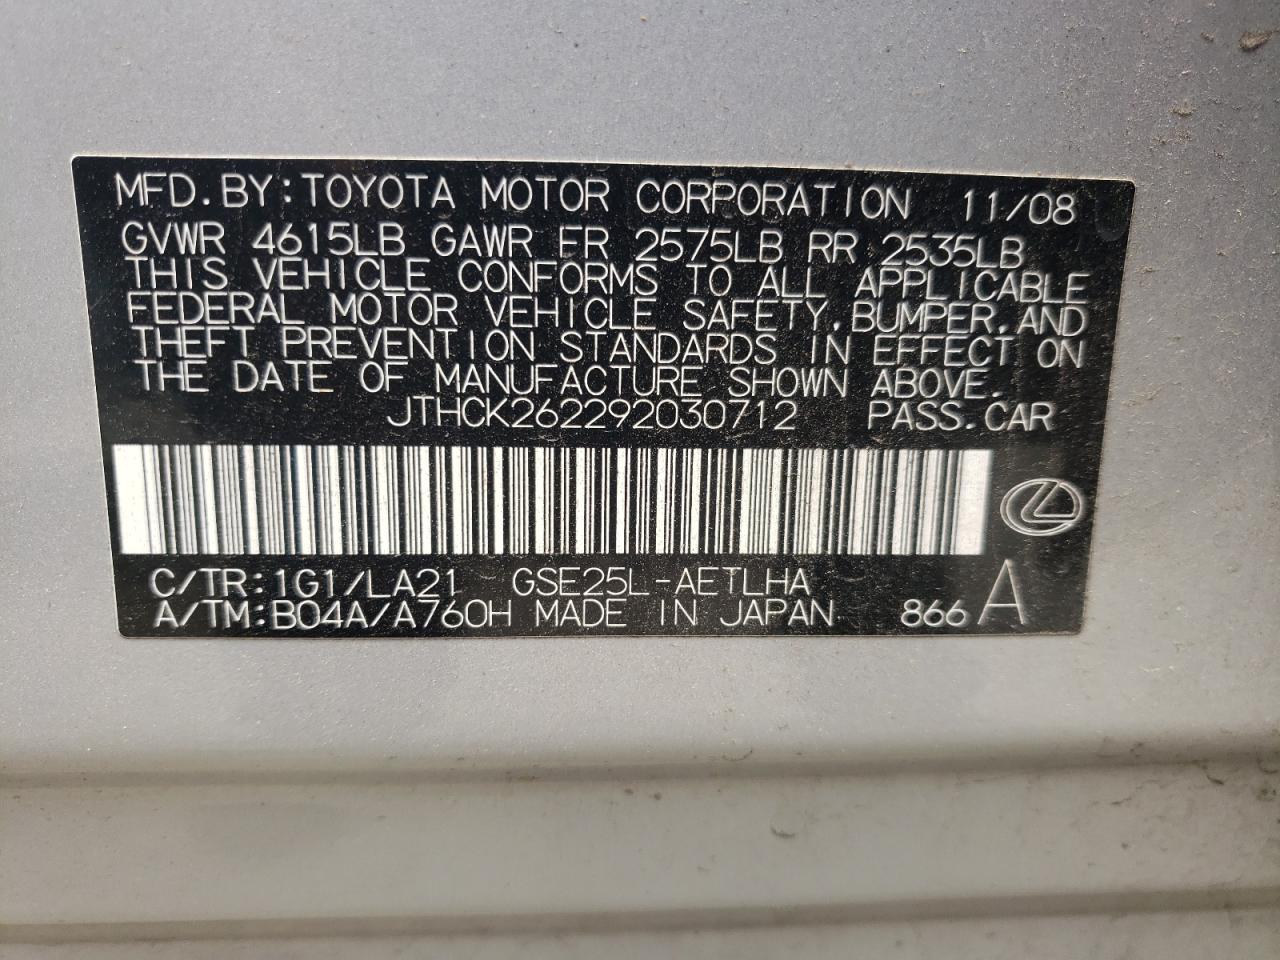 MFD.BY:TOYOTA MOTOR CORPORATION 11/08
GVWR 4615LB GAWR FR 2575LB RR 2535LB
THIS VEHICLE CONFORMS TO ALL APPLICABLE
FEDERAL MOTOR VEHICLE SAFETY,BUMPER,AND
THEFT PREVENTION STANDARDS IN EFFECT ON
THE DATE OF MANUFACTURE SHOWN ABOVE.
JTHCK262292030712 PASS.CAR
C/TR:1G1/LA21 GSE25L-AETLHA
A/TM:B04A/A760H MADE IN JAPAN 866 A